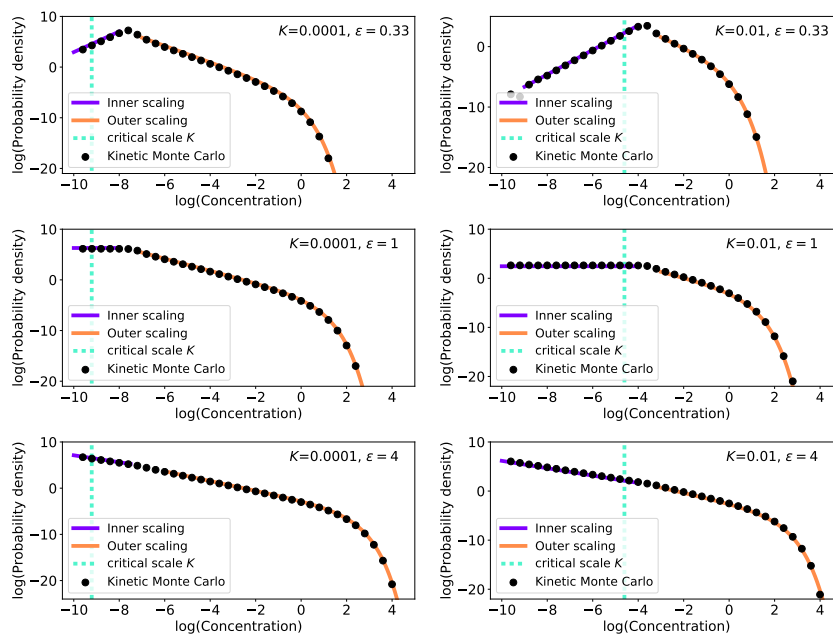 K=0.0001, ε = 0.33
log(Probability density)
10
0
−10
−20
Inner scaling
Outer scaling
critical scale K
Kinetic Monte Carlo
−10 −8 −6 −4 −2 0 2 4
log(Concentration)
K=0.01, ε = 0.33
log(Probability density)
0
−10
−20
Inner scaling
Outer scaling
critical scale K
Kinetic Monte Carlo
−10 −8 −6 −4 −2 0 2 4
log(Concentration)
K=0.0001, ε = 1
log(Probability density)
10
0
−10
−20
Inner scaling
Outer scaling
critical scale K
Kinetic Monte Carlo
−10 −8 −6 −4 −2 0 2 4
log(Concentration)
K=0.01, ε = 1
log(Probability density)
10
0
−10
−20
Inner scaling
Outer scaling
critical scale K
Kinetic Monte Carlo
−10 −8 −6 −4 −2 0 2 4
log(Concentration)
K=0.0001, ε = 4
log(Probability density)
10
0
−10
−20
Inner scaling
Outer scaling
critical scale K
Kinetic Monte Carlo
−10 −8 −6 −4 −2 0 2 4
log(Concentration)
K=0.01, ε = 4
log(Probability density)
10
0
−10
−20
Inner scaling
Outer scaling
critical scale K
Kinetic Monte Carlo
−10 −8 −6 −4 −2 0 2 4
log(Concentration)